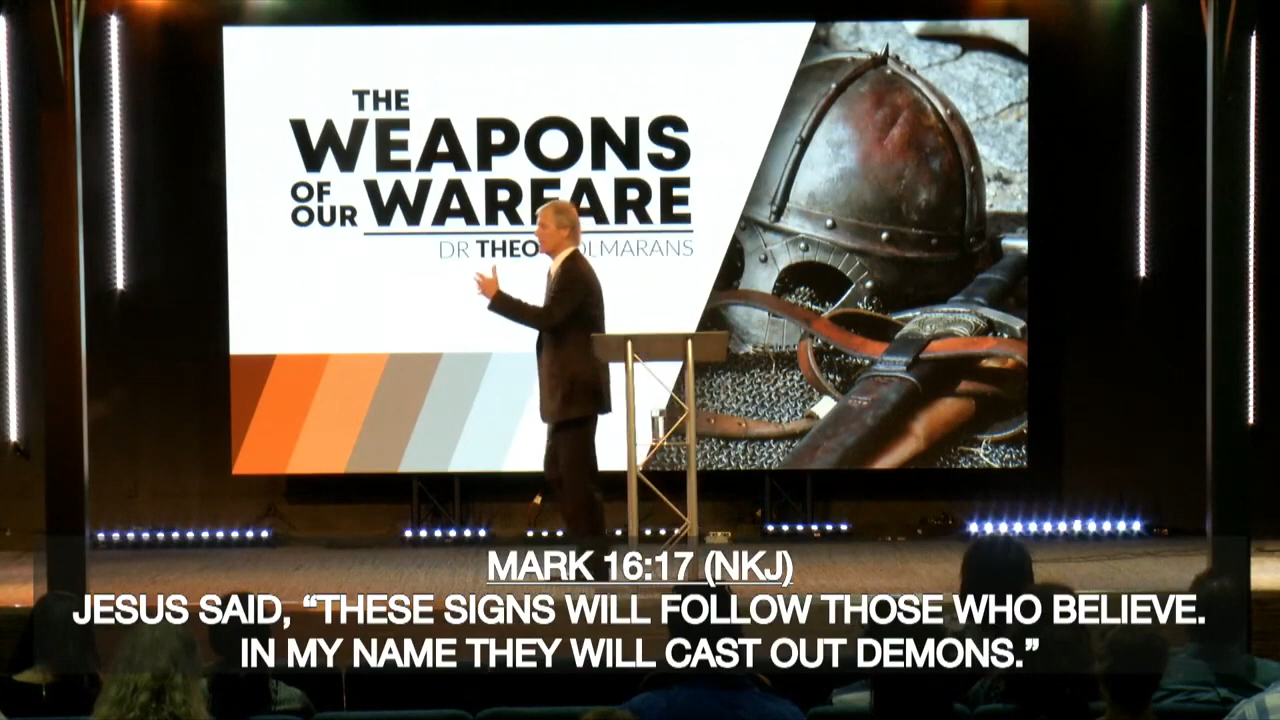 THE
WEAPONS
OF
OUR WARFARE
DR THEO OLMARANS
MARK 16:17 (NKJ)
JESUS SAID, “THESE SIGNS WILL FOLLOW THOSE WHO BELIEVE.
IN MY NAME THEY WILL CAST OUT DEMONS.”